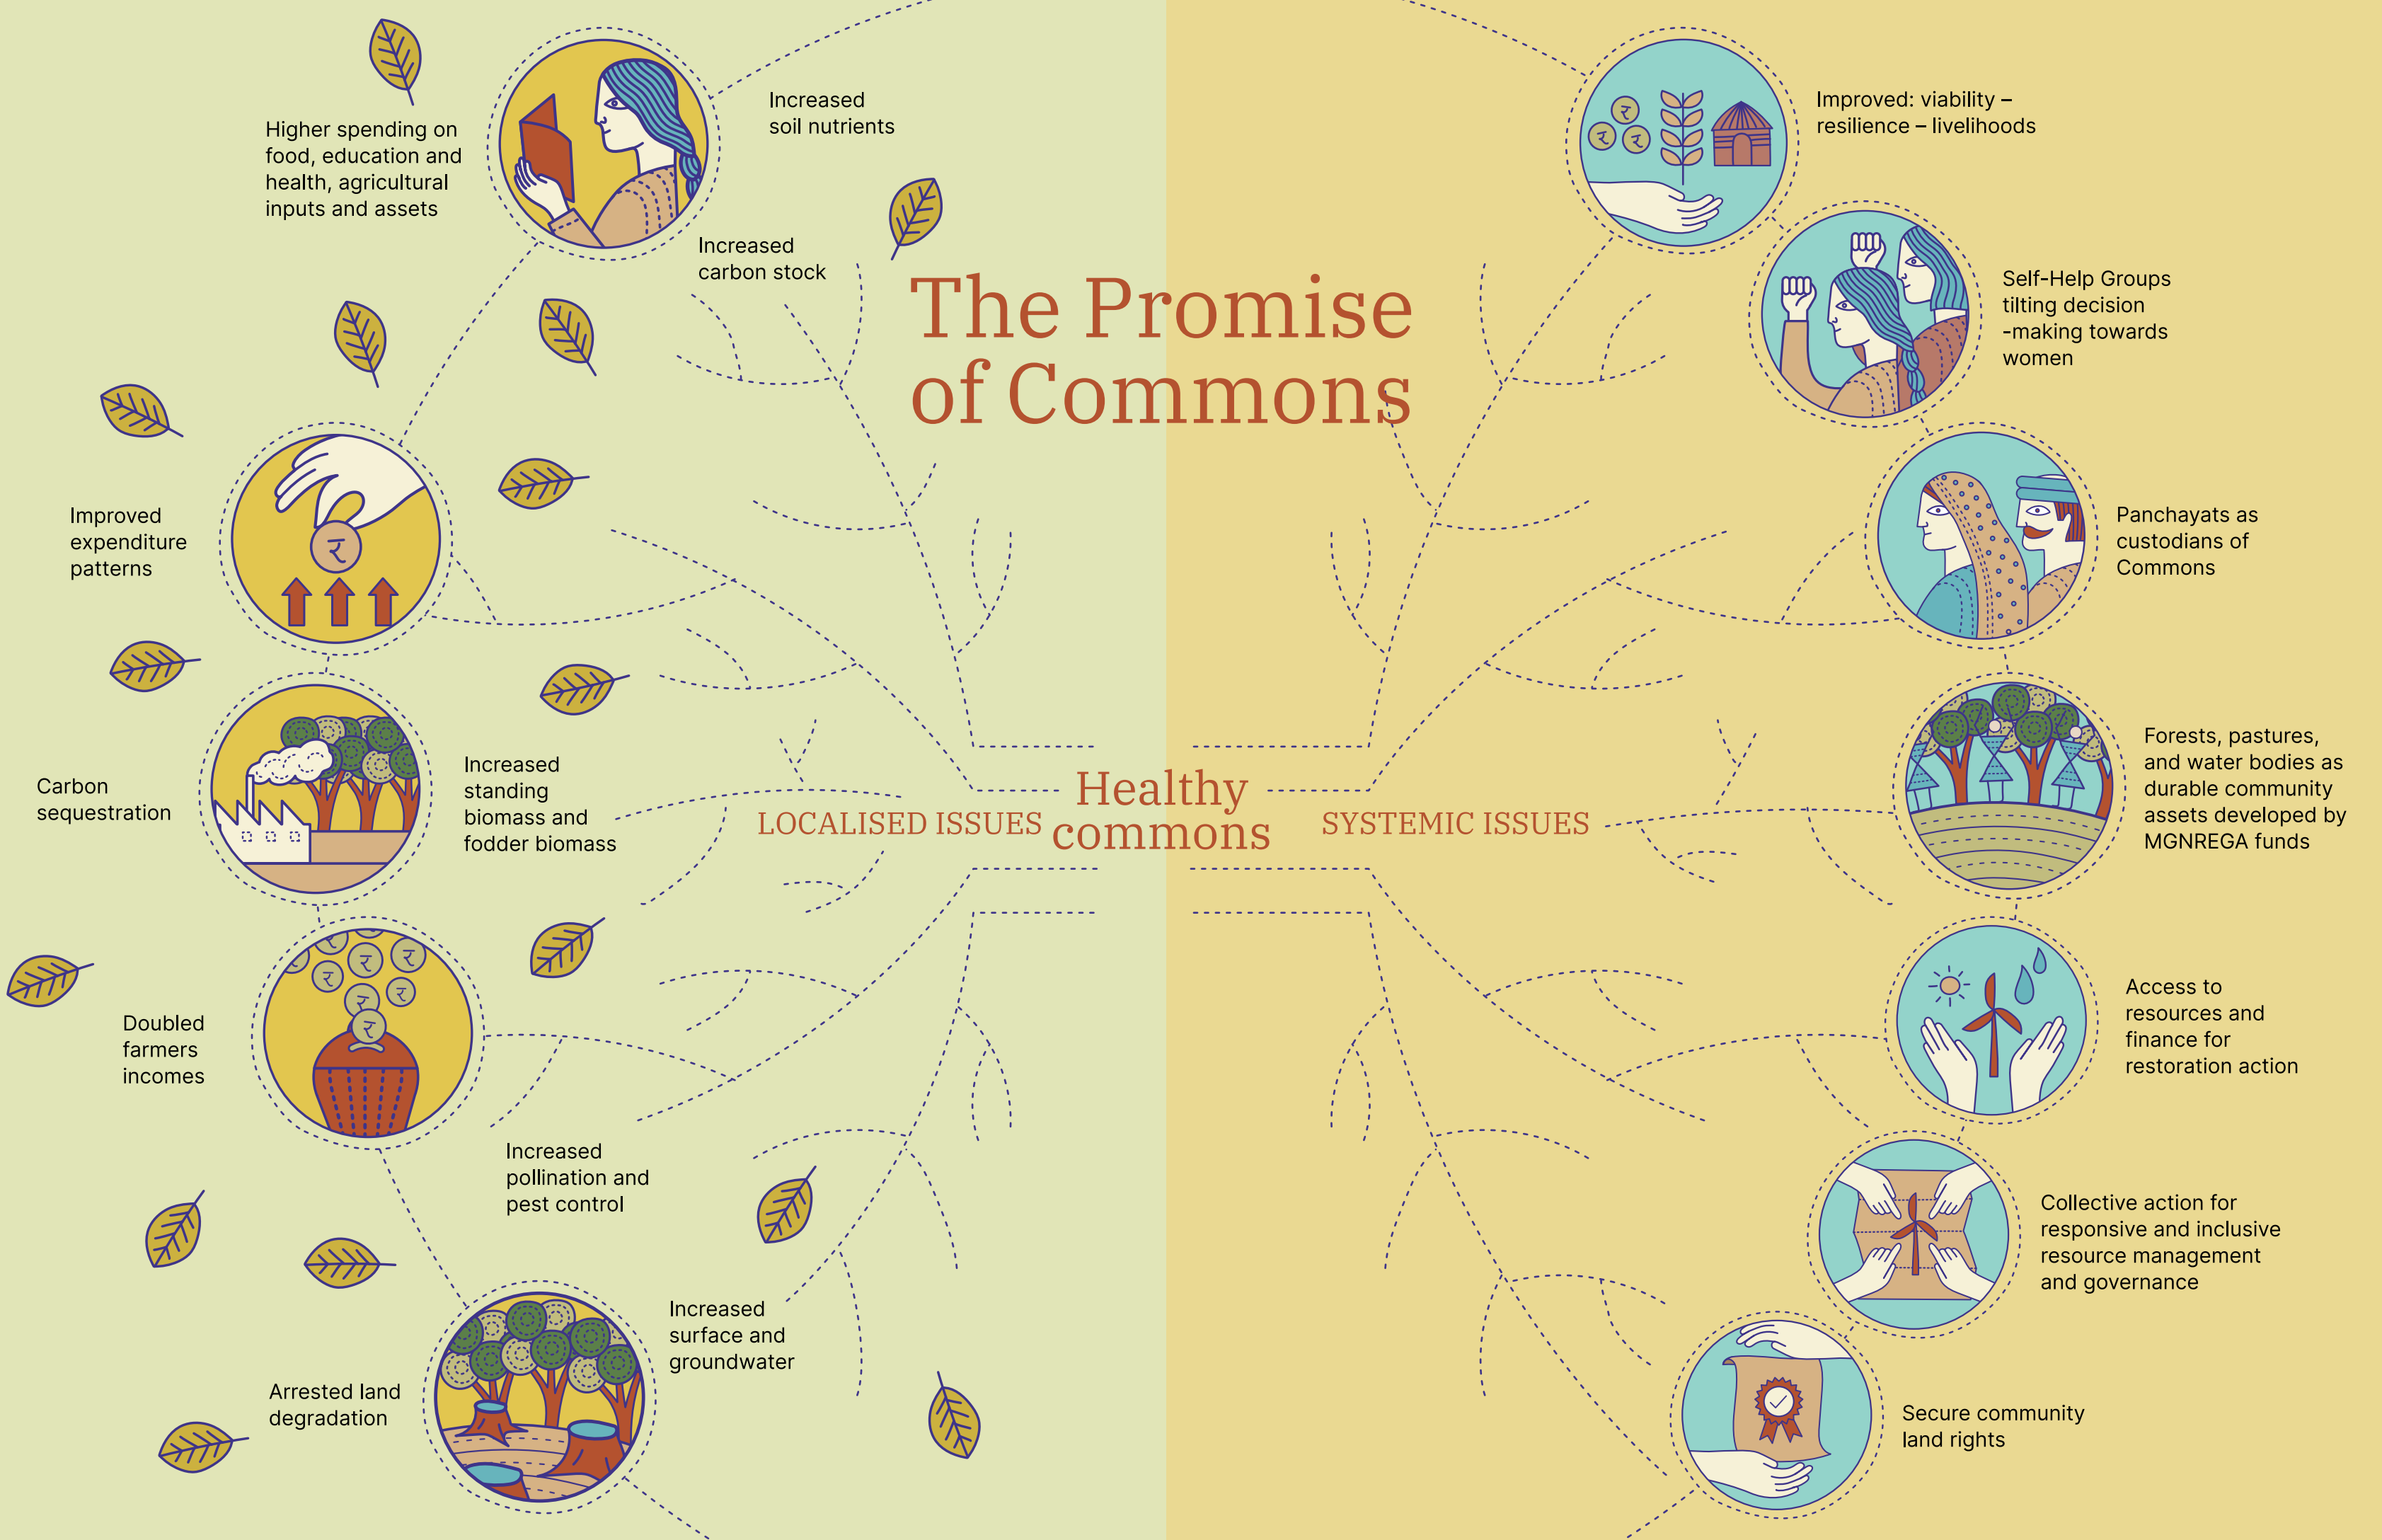 The Promise
of Commons
Higher spending on
food, education and
health, agricultural
inputs and assets
Increased
soil nutrients
Increased
carbon stock
Improved
expenditure
patterns
₹
Carbon
sequestration
Increased
standing
biomass and
fodder biomass
Doubled
farmers
incomes
₹
₹
₹
₹
₹
₹
₹
Increased
pollination and
pest control
Increased
surface and
groundwater
Arrested land
degradation
LOCALISED ISSUES
Healthy
commons
SYSTEMIC ISSUES
₹
₹
₹
Improved: viability –
resilience – livelihoods
Self-Help Groups
tilting decision
-making towards
women
Panchayats as
custodians of
Commons
Forests, pastures,
and water bodies as
durable community
assets developed by
MGNREGA funds
Access to
resources and
finance for
restoration action
Collective action for
responsive and inclusive
resource management
and governance
Secure community
land rights